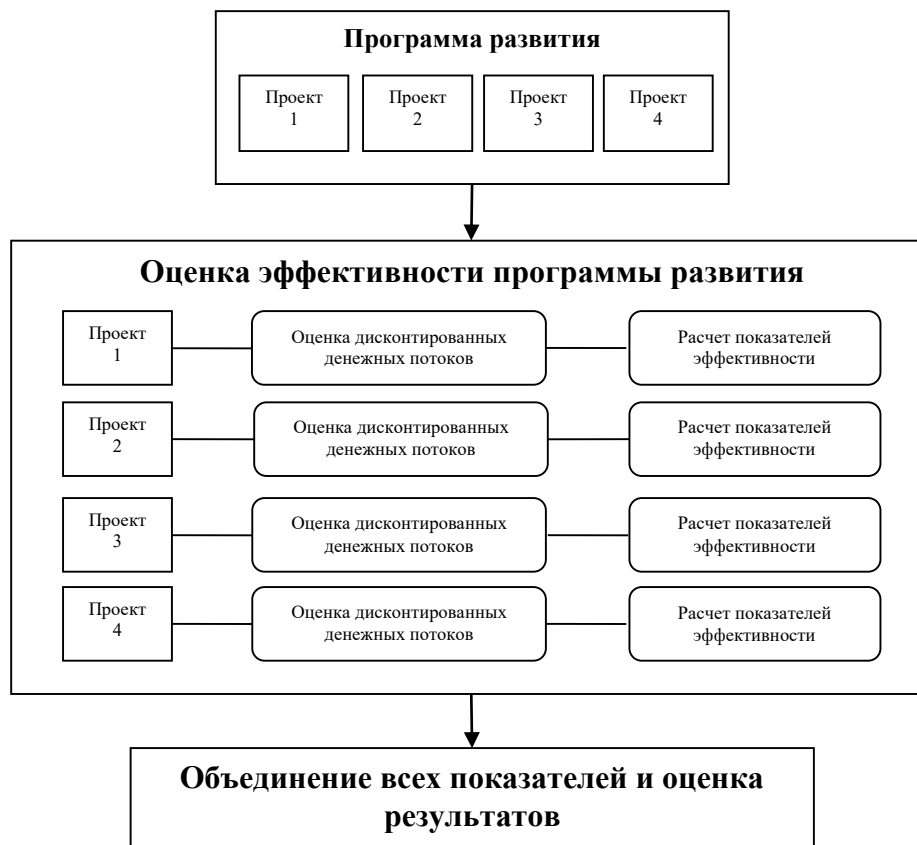 Программа развития
Проект
1
Проект
2
Проект
3
Проект
4
Оценка эффективности программы развития
Проект
1
Оценка дисконтированных
денежных потоков
Расчет показателей
эффективности
Проект
2
Оценка дисконтированных
денежных потоков
Расчет показателей
эффективности
Проект
3
Оценка дисконтированных
денежных потоков
Расчет показателей
эффективности
Проект
4
Оценка дисконтированных
денежных потоков
Расчет показателей
эффективности
Объединение всех показателей и оценка
результатов